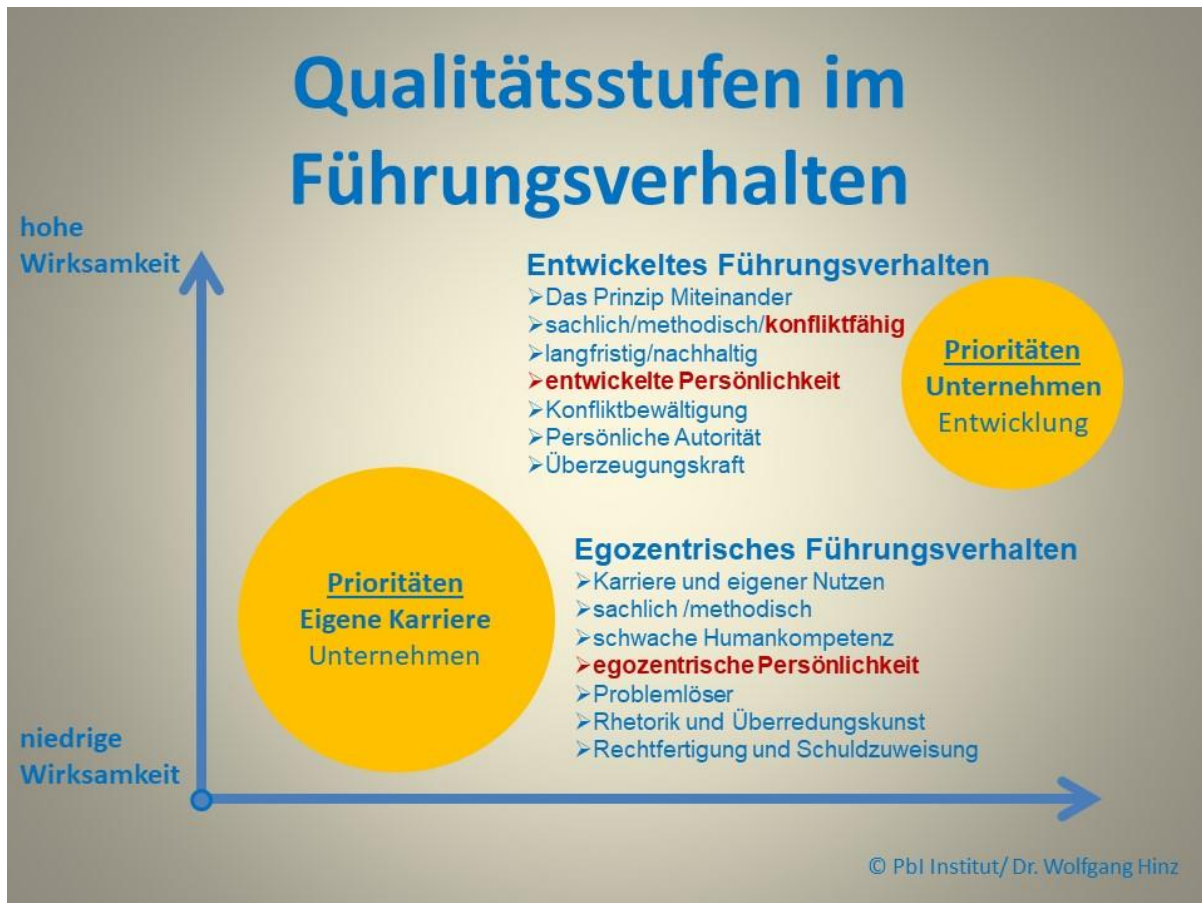 Qualitätsstufen im
Führungsverhalten
hohe
Wirksamkeit
Entwickeltes Führungsverhalten
➢Das Prinzip Miteinander
➢sachlich/methodisch/konfliktfähig
➢langfristig/nachhaltig
➢entwickelte Persönlichkeit
➢Konfliktbewältigung
➢Persönliche Autorität
➢Überzeugungskraft
Prioritäten
Unternehmen
Entwicklung
Prioritäten
Eigene Karriere
Unternehmen
Egozentrisches Führungsverhalten
➢Karriere und eigener Nutzen
➢sachlich /methodisch
➢schwache Humankompetenz
➢egozentrische Persönlichkeit
➢Problemlöser
➢Rhetorik und Überredungskunst
➢Rechtfertigung und Schuldzuweisung
niedrige
Wirksamkeit
© PbI Institut/ Dr. Wolfgang Hinz